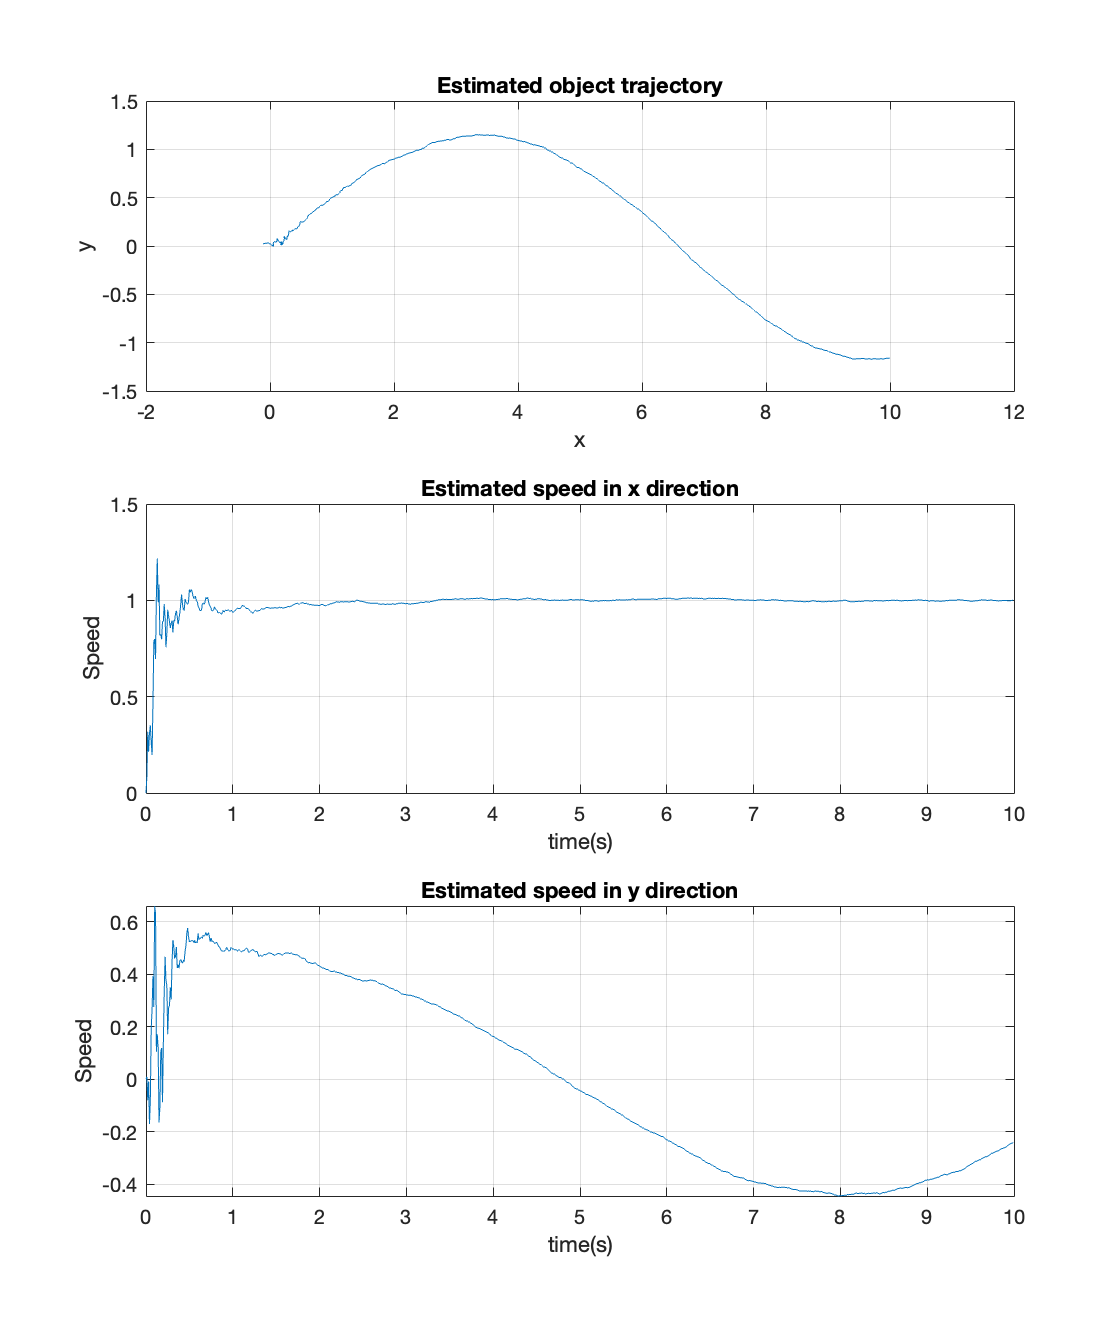 Estimated object trajectory
1.5
1
0.5
0
-0.5
-1
-1.5
y
-2 0 2 4 6 8 10 12
x
Estimated speed in x direction
1.5
1
0.5
0
Speed
0 1 2 3 4 5 6 7 8 9 10
time(s)
Estimated speed in y direction
0.6
0.4
0.2
0
-0.2
-0.4
Speed
0 1 2 3 4 5 6 7 8 9 10
time(s)